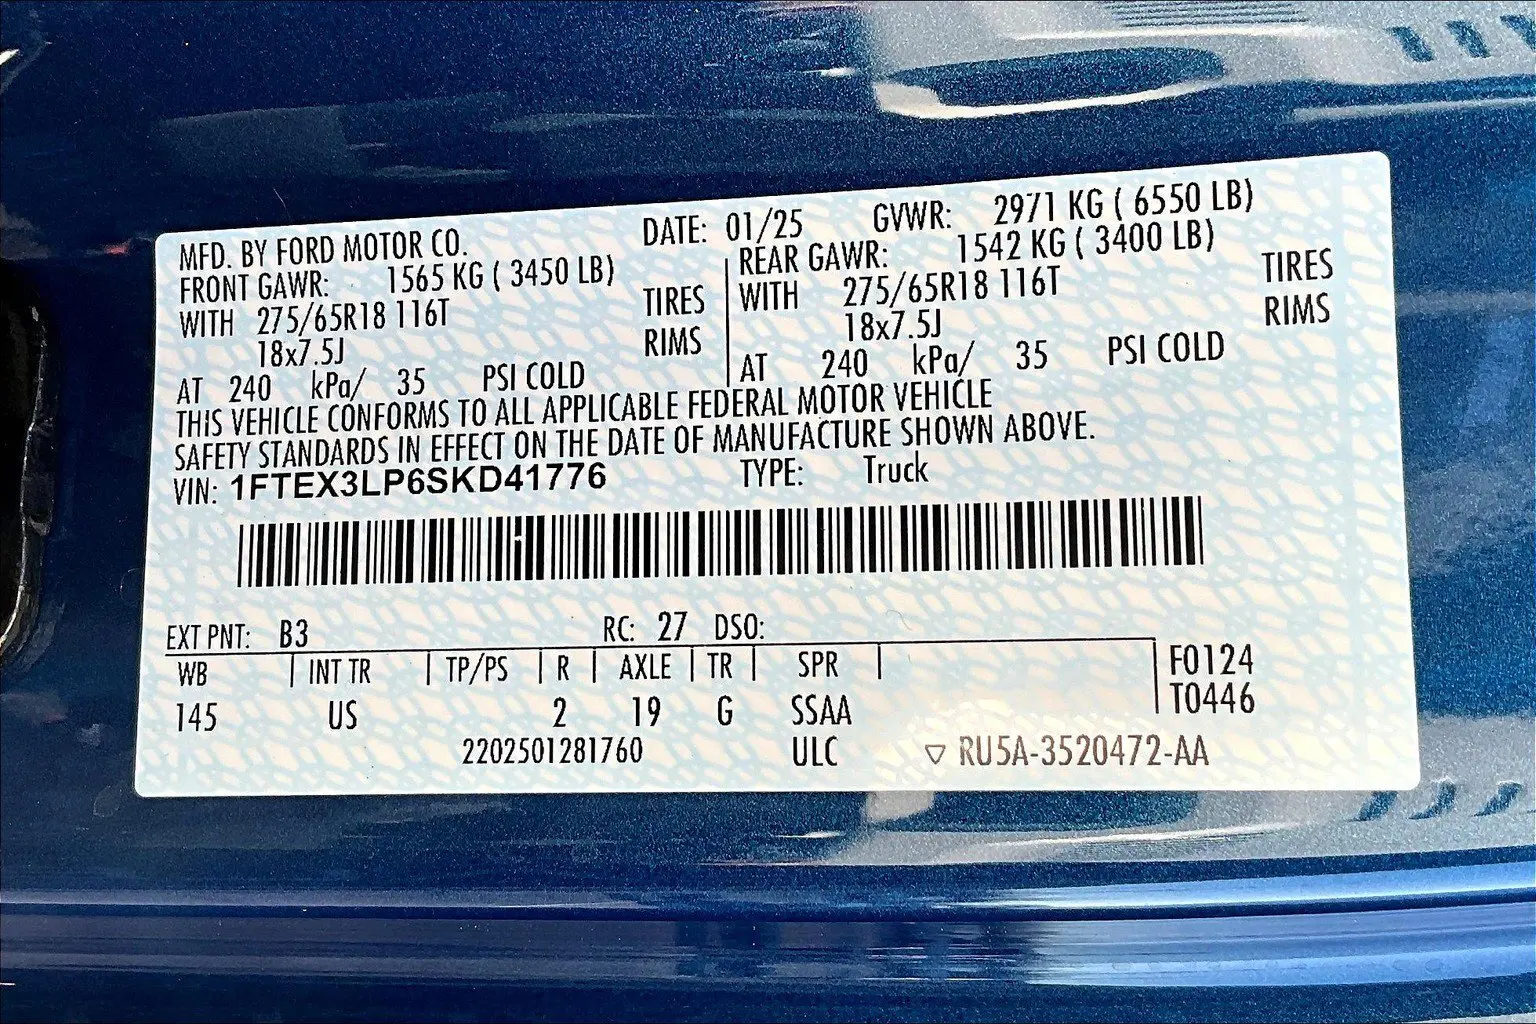 MFD. BY FORD MOTOR CO. DATE: 01/25 GVWR: 2971 KG ( 6550 LB)
FRONT GAWR: 1565 KG ( 3450 LB) REAR GAWR: 1542 KG ( 3400 LB)
WITH 275/65R18 116T TIRES WITH 275/65R18 116T TIRES
18x7.5J RIMS 18x7.5J RIMS
AT 240 kPa/ 35 PSI COLD AT 240 kPa/ 35 PSI COLD
THIS VEHICLE CONFORMS TO ALL APPLICABLE FEDERAL MOTOR VEHICLE
SAFETY STANDARDS IN EFFECT ON THE DATE OF MANUFACTURE SHOWN ABOVE.
VIN: 1FTEX3LP6SKD41776 TYPE: Truck
EXT PNT: B3 RC: 27 DSO:
WB INT TR TP/PS R AXLE TR SPR F0124
145 US 2 19 G SSAA T0446
2202501281760 ULC ▽ RU5A-3520472-AA